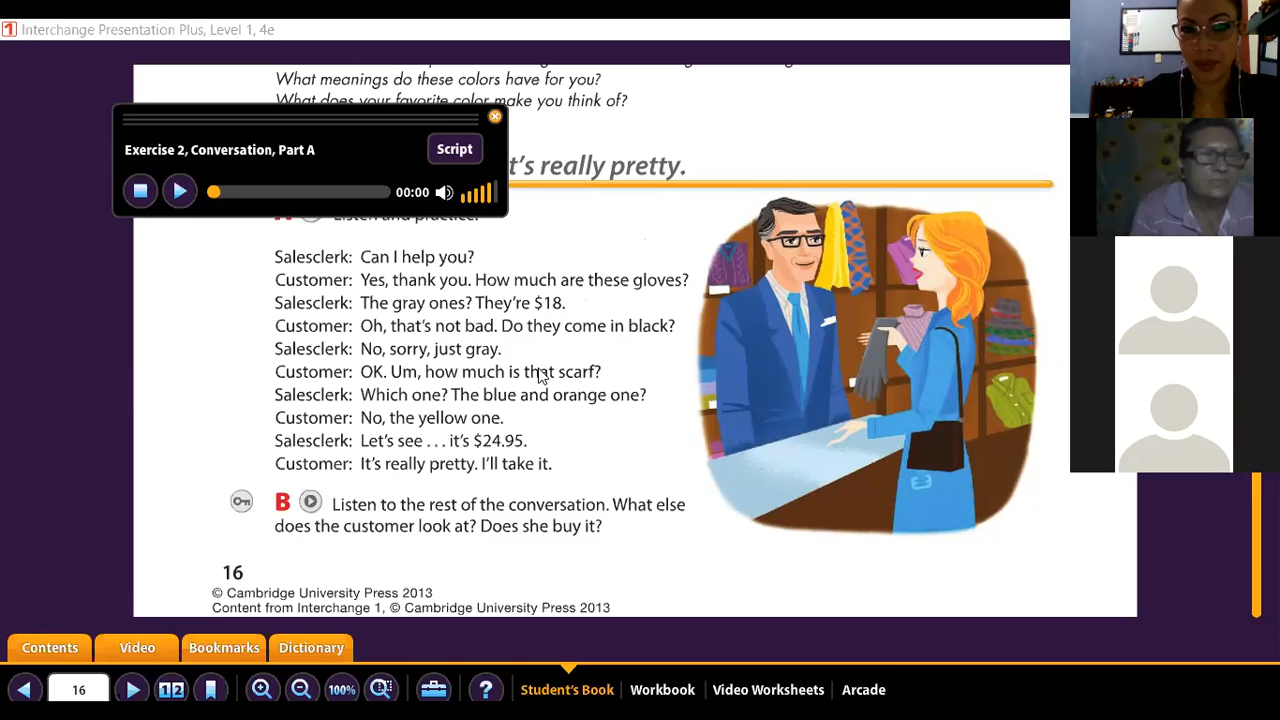 Interchange Presentation Plus, Level 1, 4e
What meanings do these colors have for you?
What does your favorite color make you think of?
Exercise 2, Conversation, Part A
Script
00:00
t's really pretty.
Listen and practice.
Salesclerk: Can I help you?
Customer: Yes, thank you. How much are these gloves?
Salesclerk: The gray ones? They're $18.
Customer: Oh, that's not bad. Do they come in black?
Salesclerk: No, sorry, just gray.
Customer: OK. Um, how much is that scarf?
Salesclerk: Which one? The blue and orange one?
Customer: No, the yellow one.
Salesclerk: Let's see . . . it's $24.95.
Customer: It's really pretty. I'll take it.
B Listen to the rest of the conversation. What else
does the customer look at? Does she buy it?
16
© Cambridge University Press 2013
Content from Interchange 1, © Cambridge University Press 2013
Contents Video Bookmarks Dictionary
16 12 100% ? Student's Book Workbook Video Worksheets Arcade